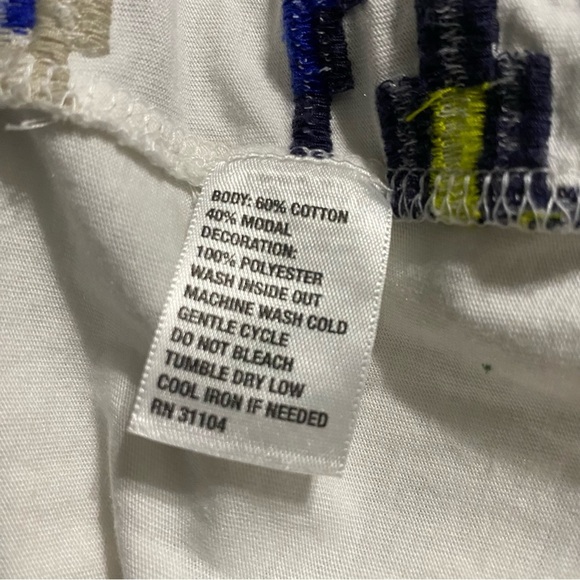 BODY: 60% COTTON
40% MODAL
DECORATION:
100% POLYESTER
WASH INSIDE OUT
MACHINE WASH COLD
GENTLE CYCLE
DO NOT BLEACH
TUMBLE DRY LOW
COOL IRON IF NEEDED
RN 31104